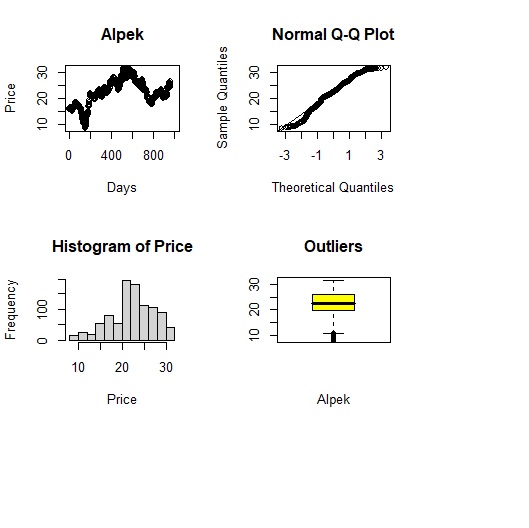 Alpek
Price
30
20
10
0 400 800
Days
Normal Q-Q Plot
Sample Quantiles
30
20
10
-3 -1 1 3
Theoretical Quantiles
Histogram of Price
Frequency
100
0
10 20 30
Price
Outliers
30
20
10
Alpek